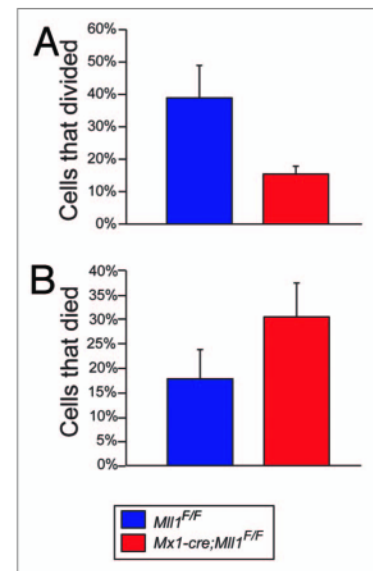 A
Cells that divided
60%
50%
40%
30%
20%
10%
0%
B
Cells that died
40%
35%
30%
25%
20%
15%
10%
5%
0%
Mll1F/F
Mx1-cre;Mll1F/F